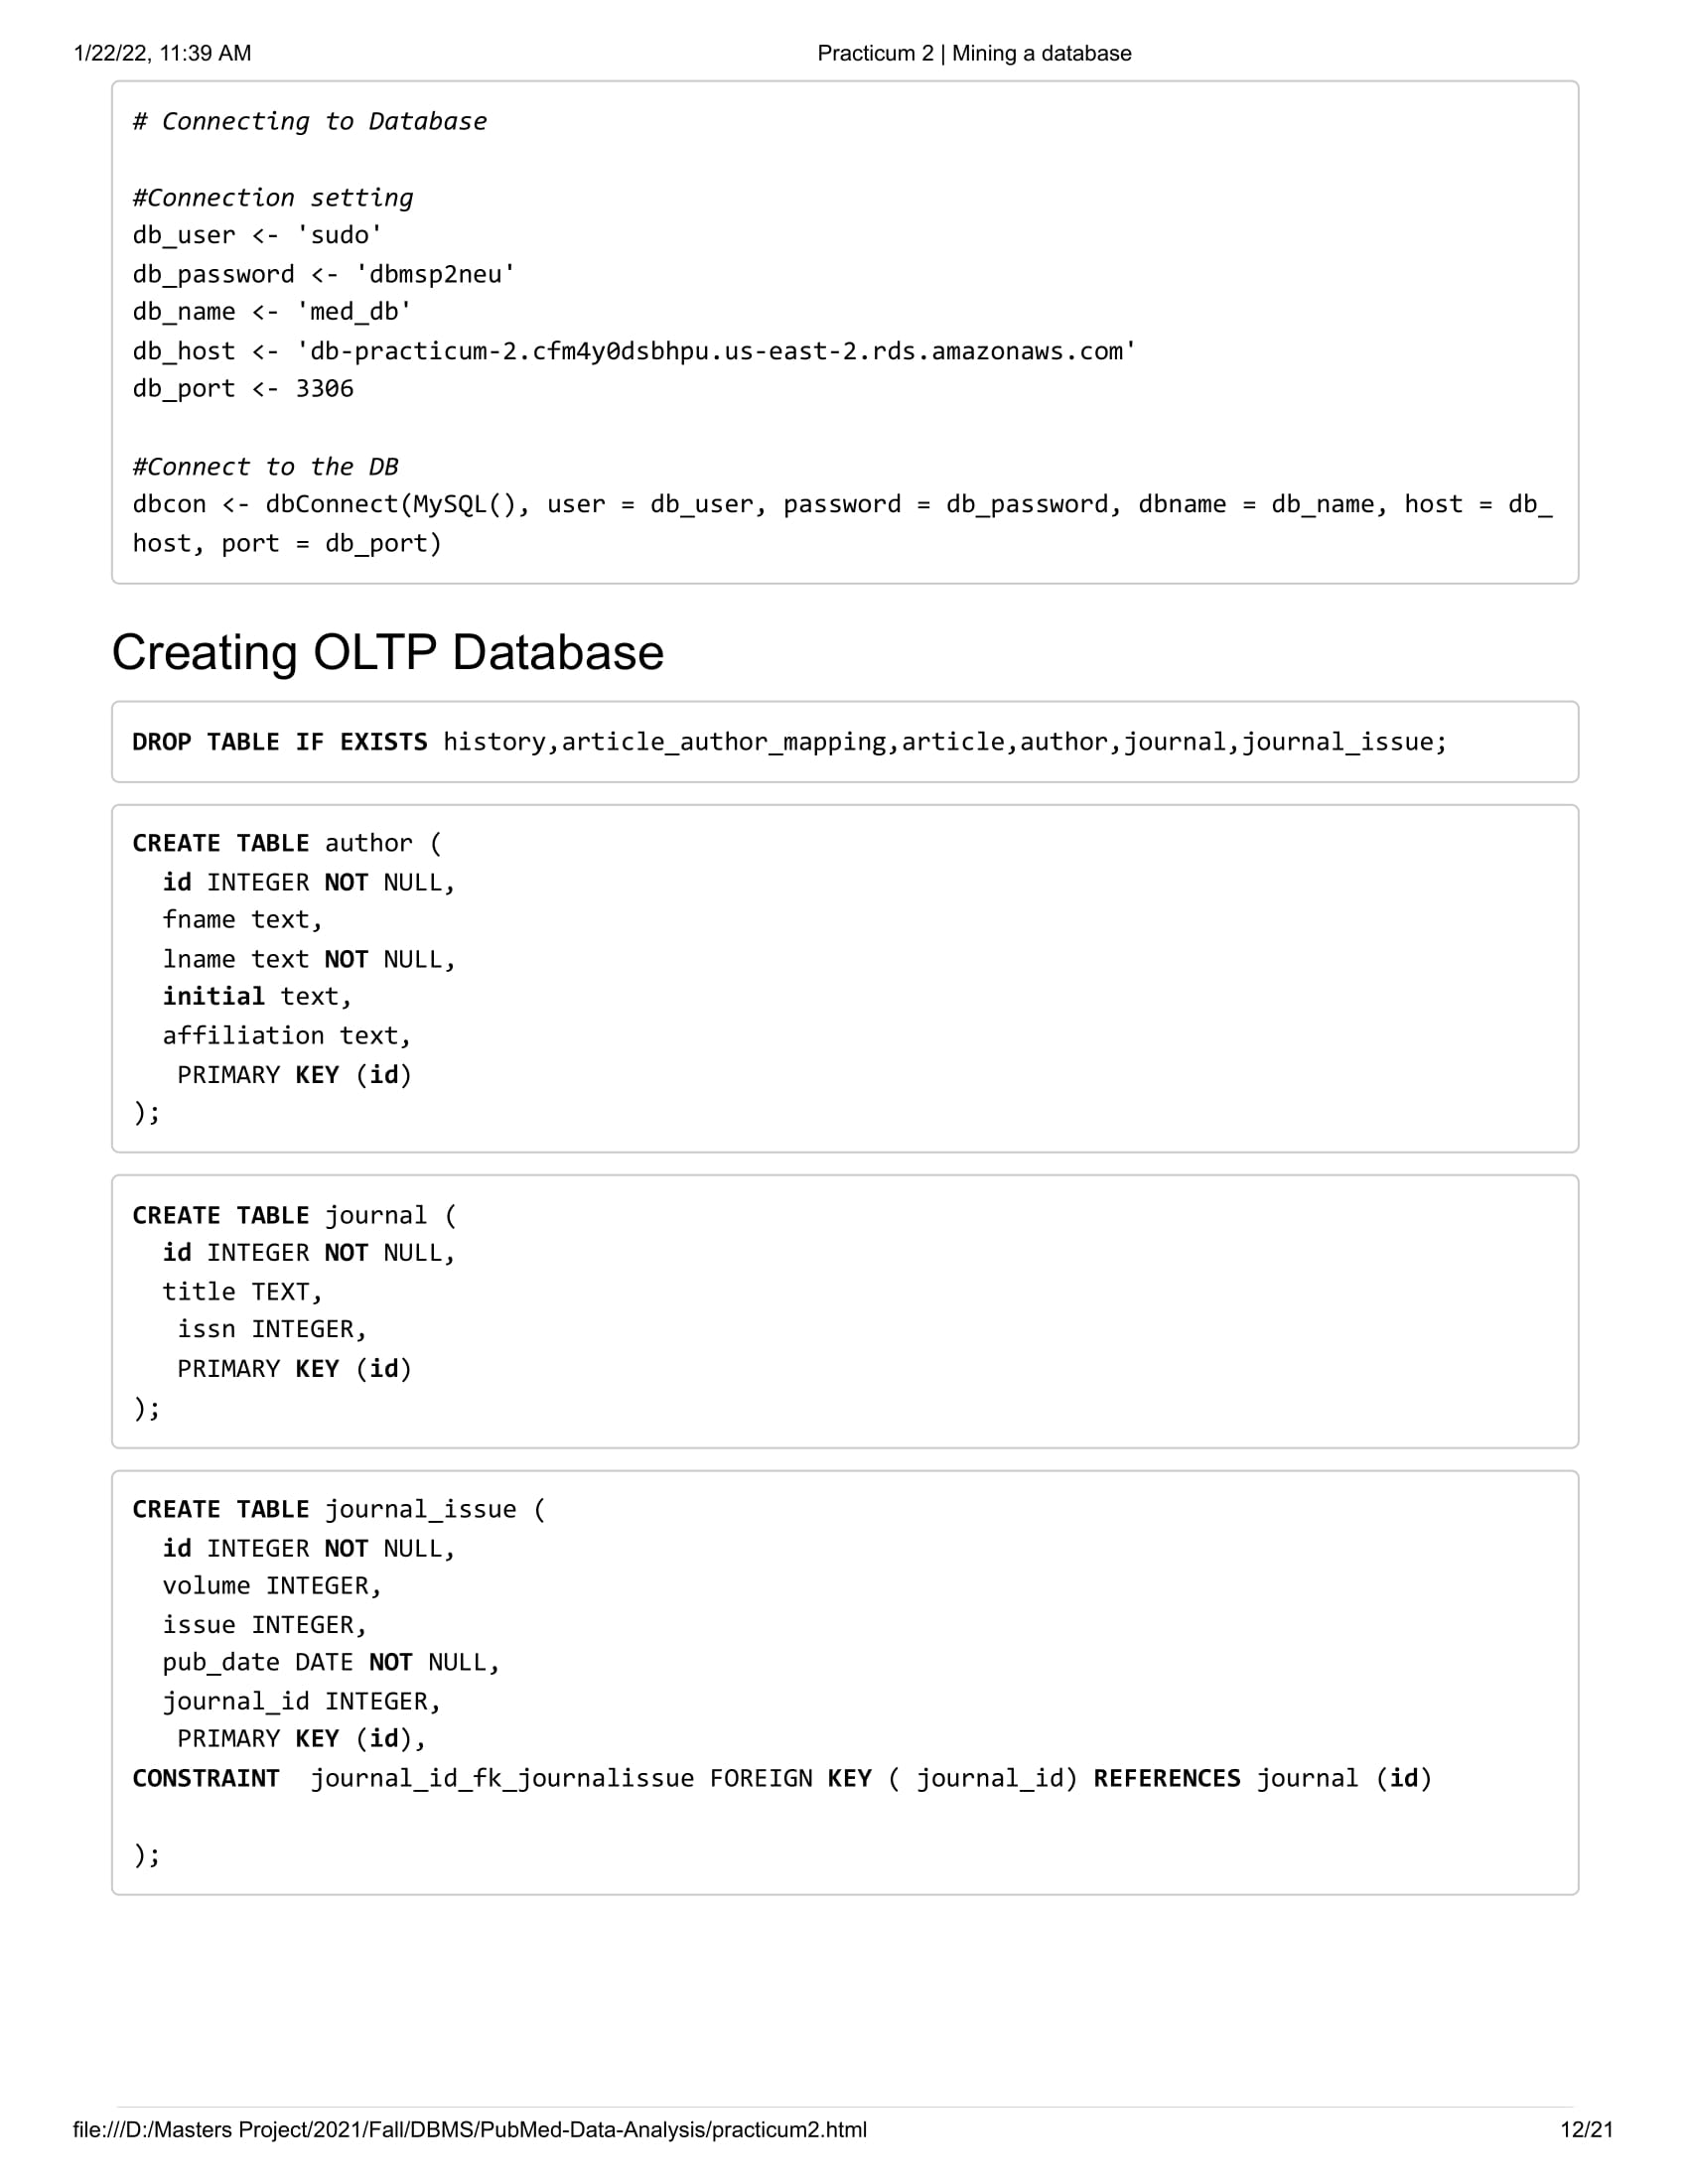 1/22/22, 11:39 AM
Practicum 2 | Mining a database
# Connecting to Database
#Connection setting
db_user <- 'sudo'
db_password <- 'dbmsp2neu'
db_name <- 'med_db'
db_host <- 'db-practicum-2.cfm4y0dsbhpu.us-east-2.rds.amazonaws.com'
db_port <- 3306
#Connect to the DB
dbcon <- dbConnect(MySQL(), user = db_user, password = db_password, dbname = db_name, host = db_
host, port = db_port)
Creating OLTP Database
DROP TABLE IF EXISTS history,article_author_mapping,article,author,journal,journal_issue;
CREATE TABLE author (
  id INTEGER NOT NULL,
  fname text,
  lname text NOT NULL,
  initial text,
  affiliation text,
   PRIMARY KEY (id)
);
CREATE TABLE journal (
  id INTEGER NOT NULL,
  title TEXT,
   issn INTEGER,
   PRIMARY KEY (id)
);
CREATE TABLE journal_issue (
  id INTEGER NOT NULL,
  volume INTEGER,
  issue INTEGER,
  pub_date DATE NOT NULL,
  journal_id INTEGER,
   PRIMARY KEY (id),
CONSTRAINT  journal_id_fk_journalissue FOREIGN KEY ( journal_id) REFERENCES journal (id)
);
file:///D:/Masters Project/2021/Fall/DBMS/PubMed-Data-Analysis/practicum2.html
12/21